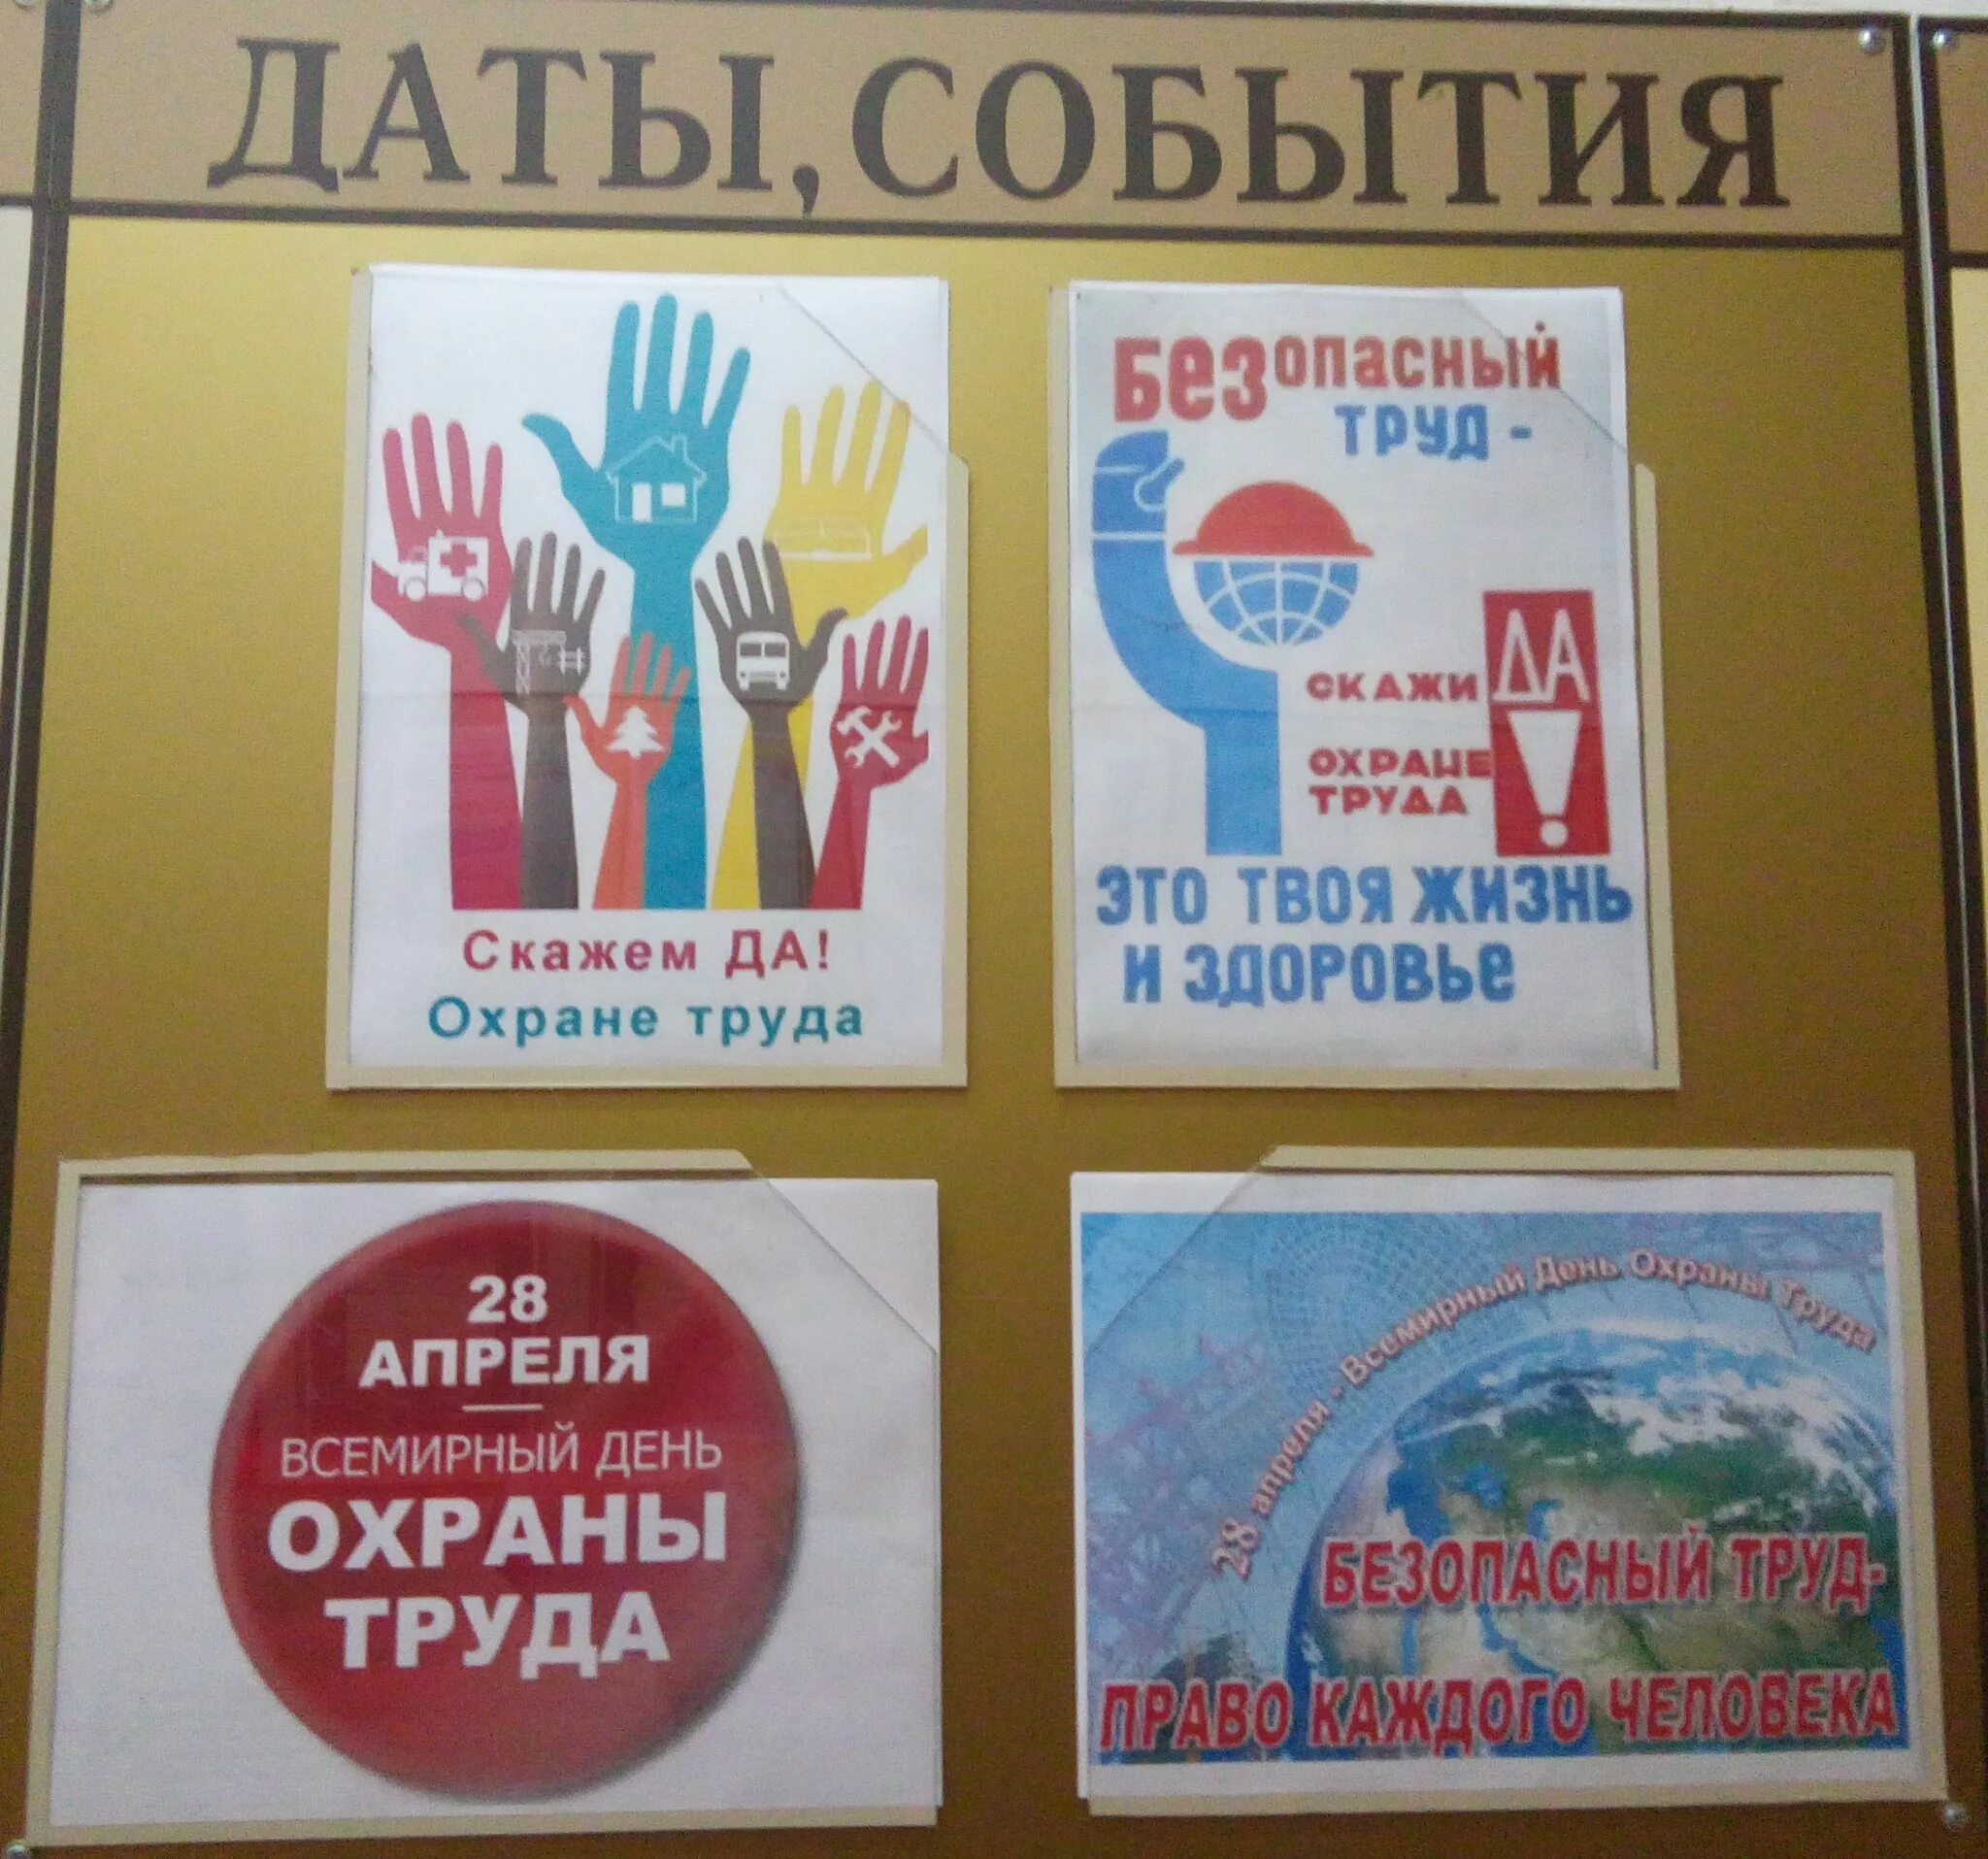 ДАТЫ, СОБЫТИЯ
Скажем ДА!
Охране труда
Безопасный
труд -
СКАЖИ ДА!
ОХРАНЕ
ТРУДА
ЭТО ТВОЯ ЖИЗНЬ
И ЗДОРОВЬе
28
АПРЕЛЯ
ВСЕМИРНЫЙ ДЕНЬ
ОХРАНЫ
ТРУДА
28 апреля - Всемирный День Охраны Труда
БЕЗОПАСНЫЙ ТРУД-
ПРАВО КАЖДОГО ЧЕЛОВЕКА